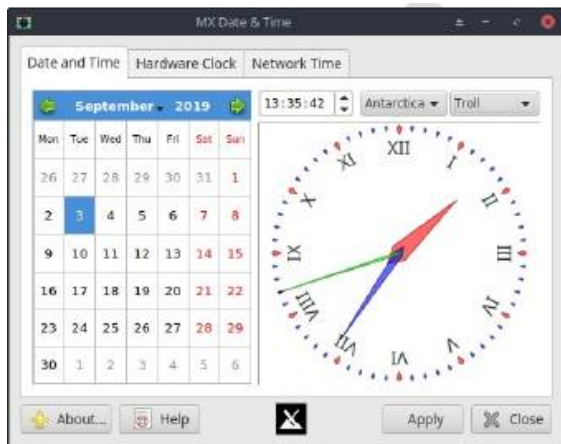 MX Date & Time
Date and Time Hardware Clock Network Time
September 2019 13:35:42 Antarctica Troll
Mon Tue Wed Thu Fri Sat Sun
26 27 28 29 30 31 1
2 3 4 5 6 7 8
9 10 11 12 13 14 15
16 17 18 19 20 21 22
23 24 25 26 27 28 29
30 1 2 3 4 5 6
XII
I
II
III
IV
V
VI
VII
VIII
IX
X
XI
About... Help X Apply Close